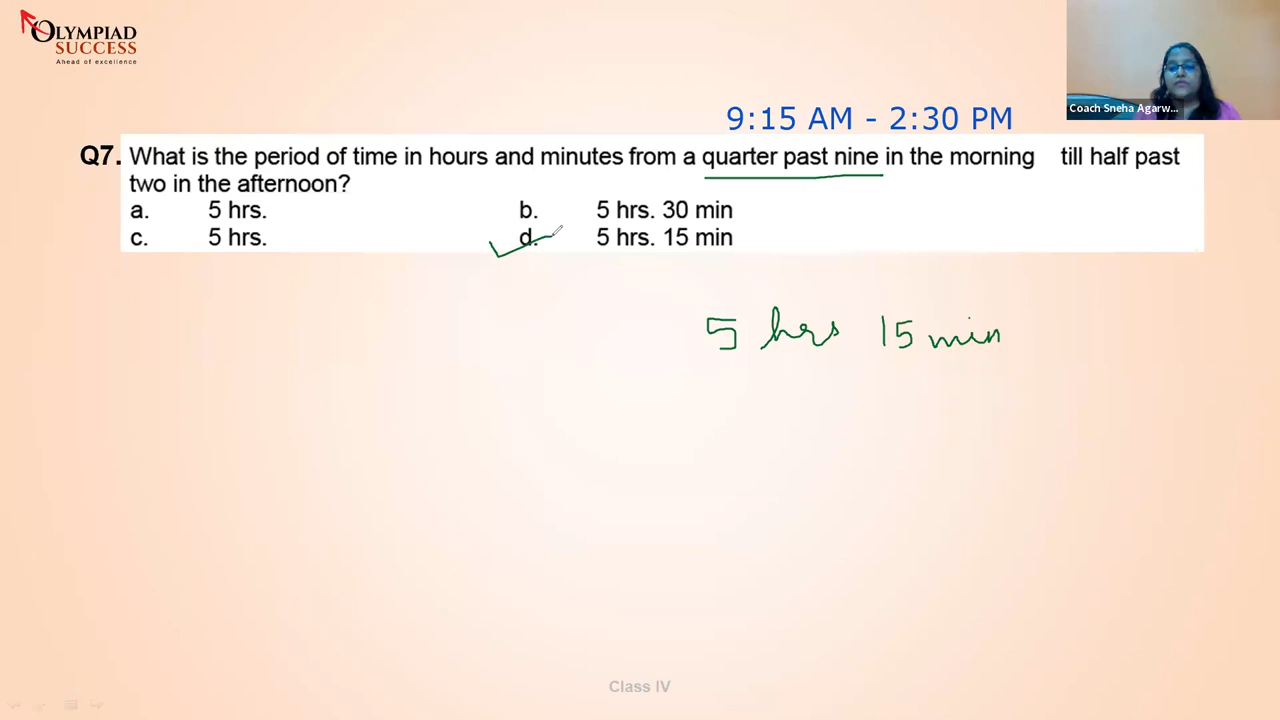 OLYMPIAD
SUCCESS
Ahead of excellence
Coach Sneha Agarw...
9:15 AM - 2:30 PM
Q7. What is the period of time in hours and minutes from a quarter past nine in the morning till half past
two in the afternoon?
a. 5 hrs. b. 5 hrs. 30 min
c. 5 hrs. d. 5 hrs. 15 min
5 hrs 15 min
Class IV